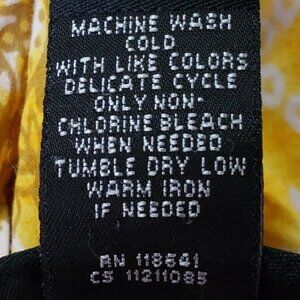 MACHINE WASH
COLD
WITH LIKE COLORS
DELICATE CYCLE
ONLY NON-
CHLORINE BLEACH
WHEN NEEDED
TUMBLE DRY LOW
WARM IRON
IF NEEDED
RN 118641
CS 11211085